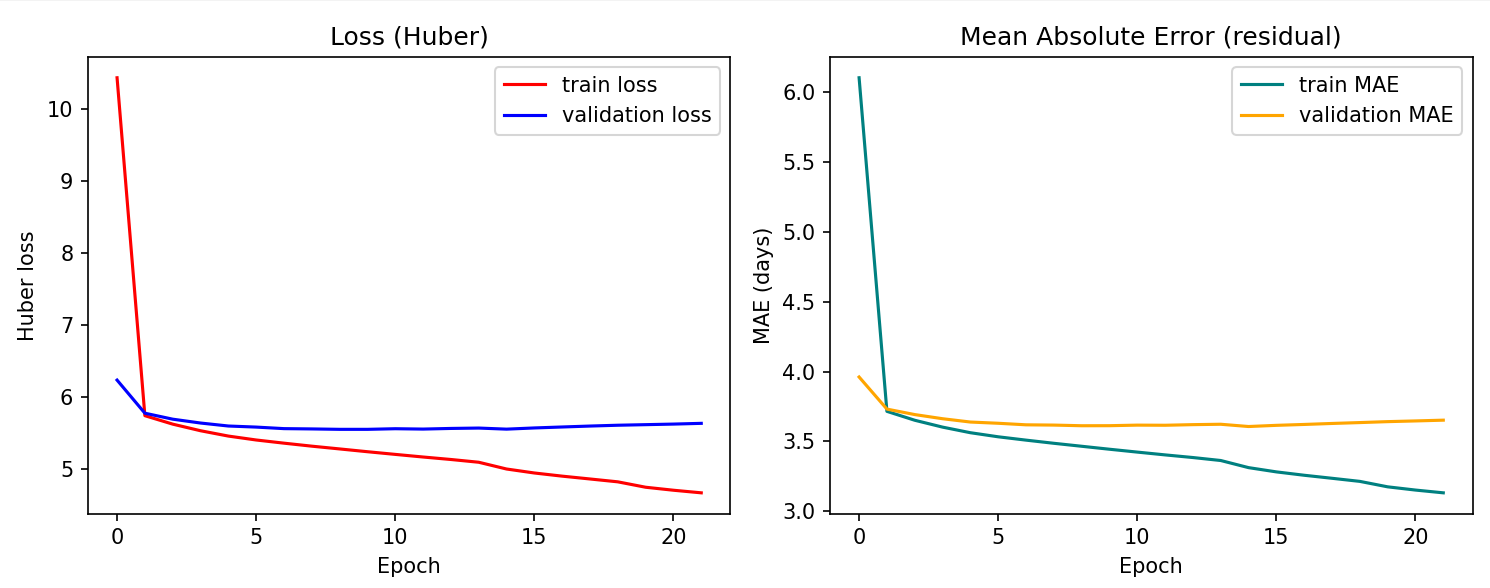 Loss (Huber)
train loss
validation loss
10
9
8
7
6
5
Huber loss
0
5
10
15
20
Epoch
Mean Absolute Error (residual)
train MAE
validation MAE
6.0
5.5
5.0
4.5
4.0
3.5
3.0
MAE (days)
0
5
10
15
20
Epoch